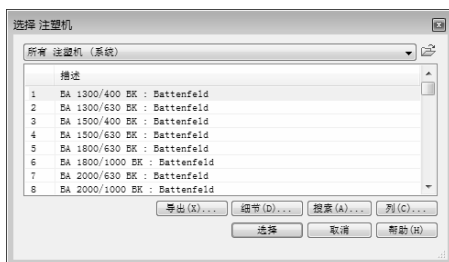 选择 注塑机
所有 注塑机 (系统)
描述
1 BA 1300/400 BK : Battenfeld
2 BA 1300/630 BK : Battenfeld
3 BA 1500/400 BK : Battenfeld
4 BA 1500/630 BK : Battenfeld
5 BA 1800/630 BK : Battenfeld
6 BA 1800/1000 BK : Battenfeld
7 BA 2000/630 BK : Battenfeld
8 BA 2000/1000 BK : Battenfeld
导出(X)... 细节(D)... 搜索(A)... 列(C)...
选择 取消 帮助(H)